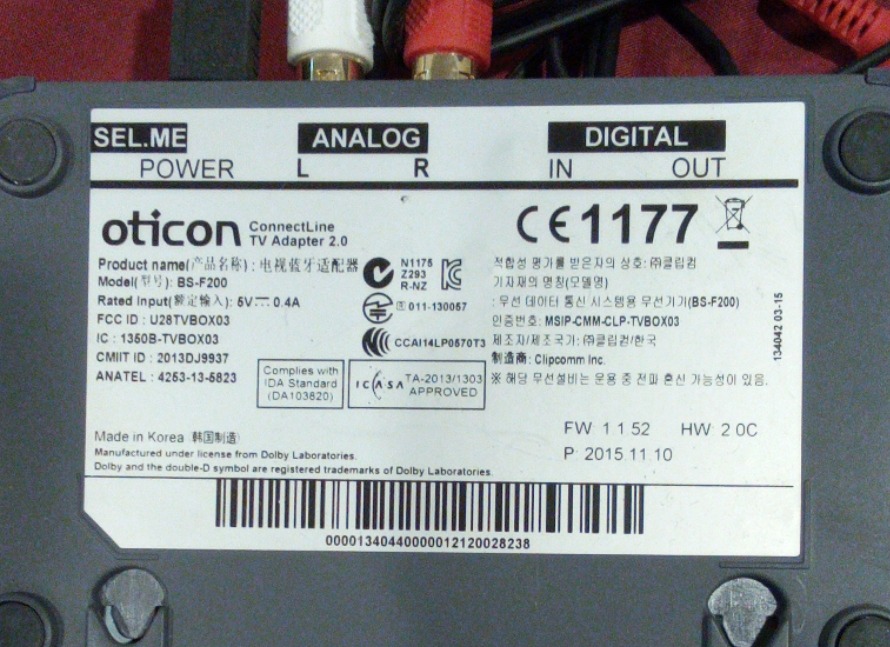 SEL.ME ANALOG DIGITAL
POWER L R IN OUT
oticon ConnectLine
TV Adapter 2.0
CE1177
Product name(产品名称) : 电视蓝牙适配器
Model(型号): BS-F200
Rated Input(额定输入): 5V 0.4A
FCC ID : U28TVBOX03
IC : 1350B-TVBOX03
CMIIT ID : 2013DJ9937
ANATEL : 4253-13-5823
N1175
Z293
R-NZ
011-130057
CCAI14LP0570T3
Complies with
IDA Standard
(DA103820)
ICASA TA-2013/1303
APPROVED
적합성 평가를 받은자의 상호: ㈜클립컴
기자재의 명칭(모델명)
: 무선 데이터 통신 시스템용 무선기기(BS-F200)
인증번호: MSIP-CMM-CLP-TVBOX03
제조자/제조국가: ㈜클립컴/한국
制造商: Clipcomm Inc.
※ 해당 무선설비는 운용 중 전파 혼신 가능성이 있음.
134042 03-15
FW 1 1 52 HW 2 0C
P 2015 11 10
Made in Korea (韩国制造)
Manufactured under license from Dolby Laboratories.
Dolby and the double-D symbol are registered trademarks of Dolby Laboratories.
0000134044000012120028238